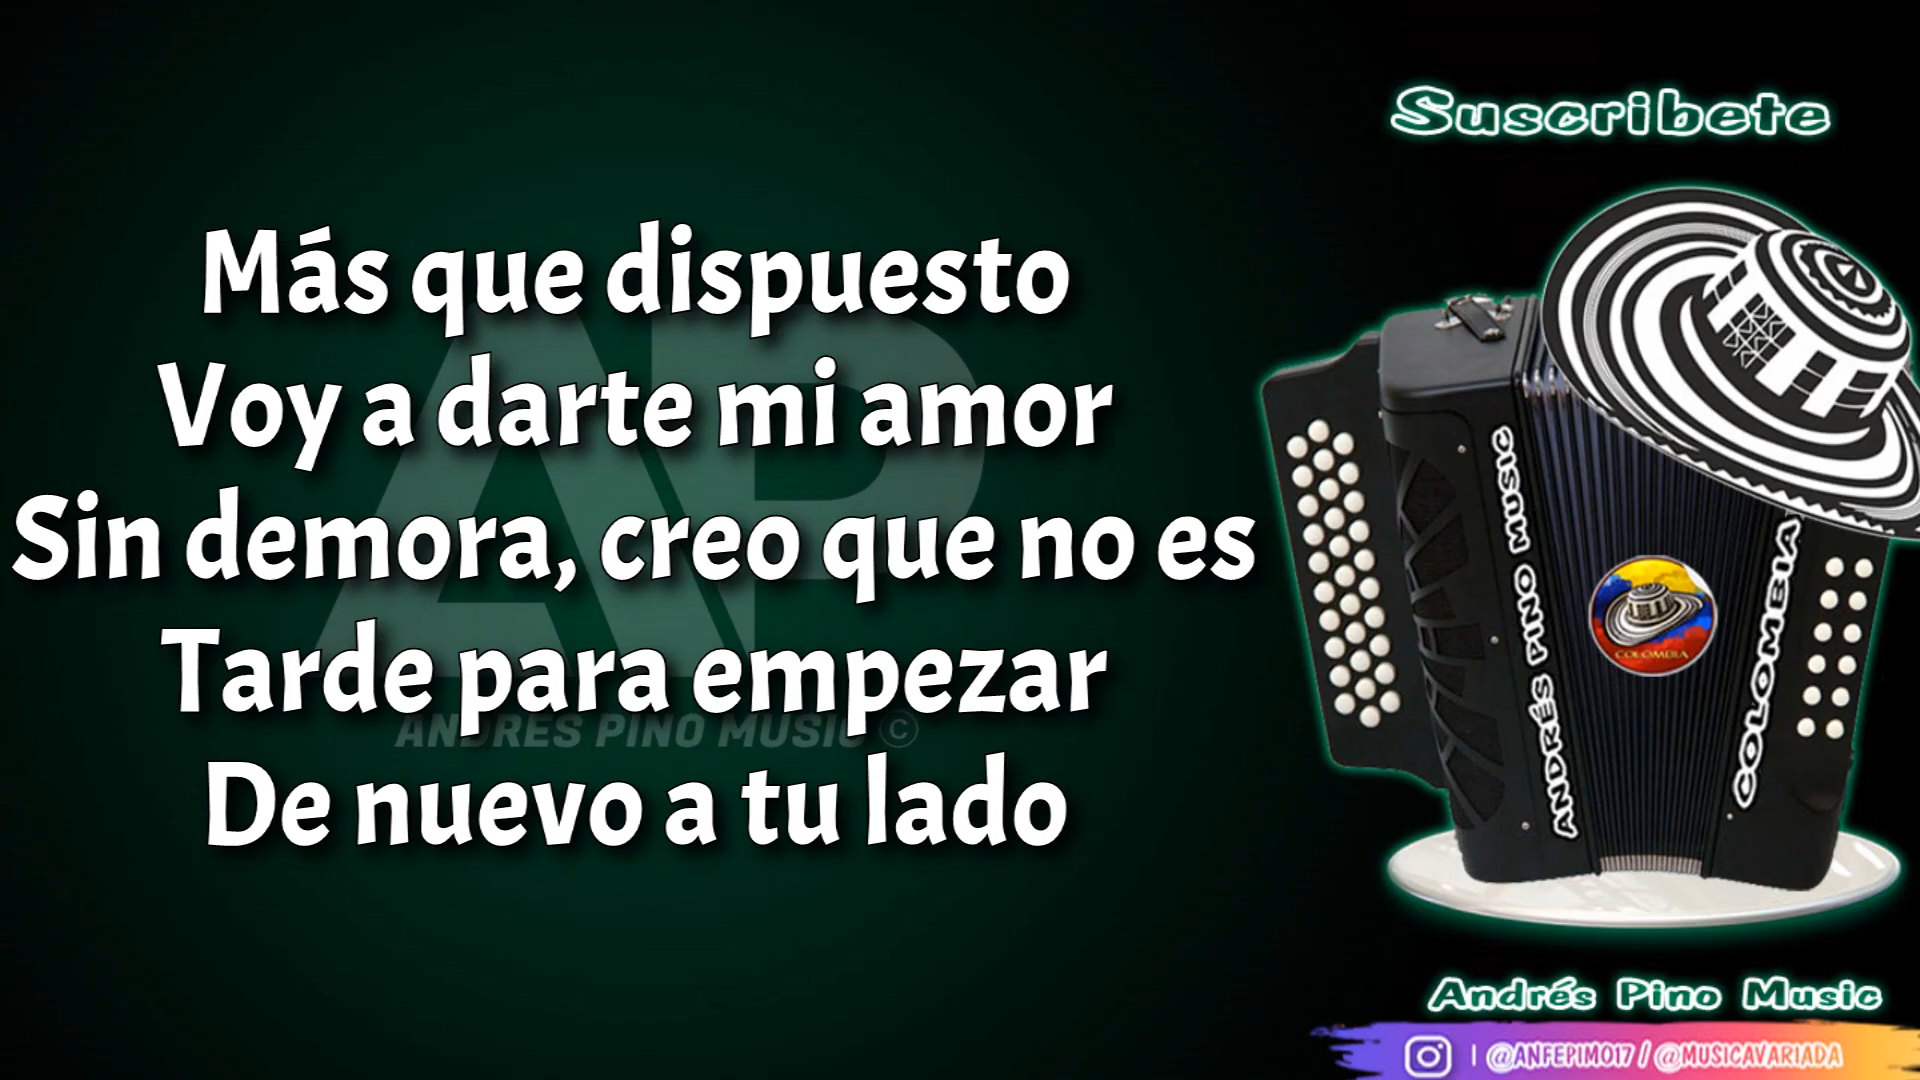 Suscribete
Más que dispuesto
Voy a darte mi amor
Sin demora, creo que no es
Tarde para empezar
De nuevo a tu lado
AP
ANDRES PINO MUSIC ©
ANDRÉS PINO MUSIC
COLOMBIA
COLOMBIA
Andrés Pino Music
| @ANFEPIMO17 / @MUSICAVARIADA